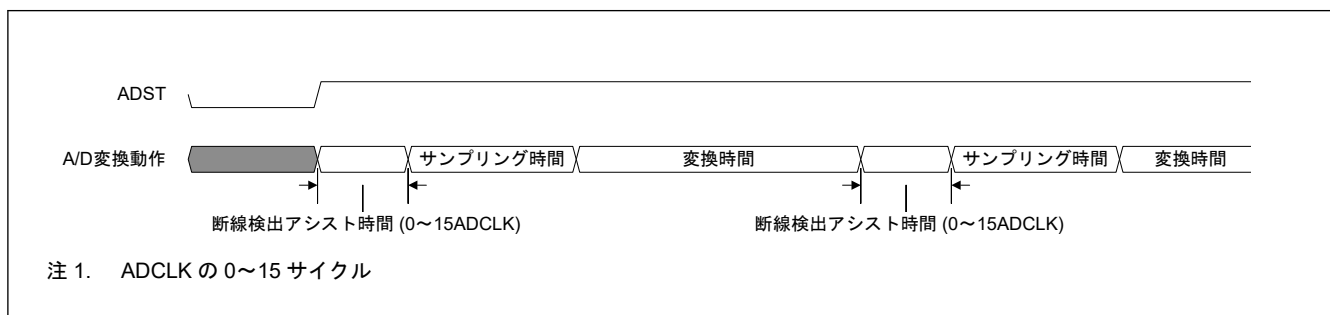 ADST
A/D変換動作
サンプリング時間
変換時間
サンプリング時間
変換時間
断線検出アシスト時間 (0～15ADCLK)
断線検出アシスト時間 (0～15ADCLK)
注 1. ADCLK の 0～15 サイクル